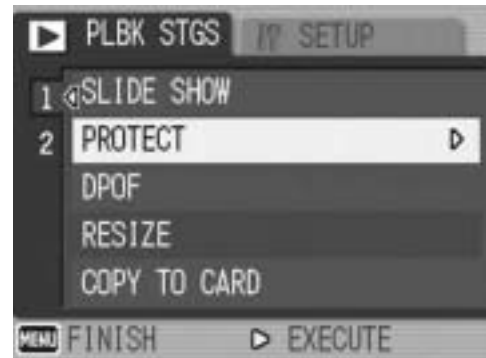 PLBK STGS SETUP
1 SLIDE SHOW
2 PROTECT
DPOF
RESIZE
COPY TO CARD
MENU FINISH EXECUTE